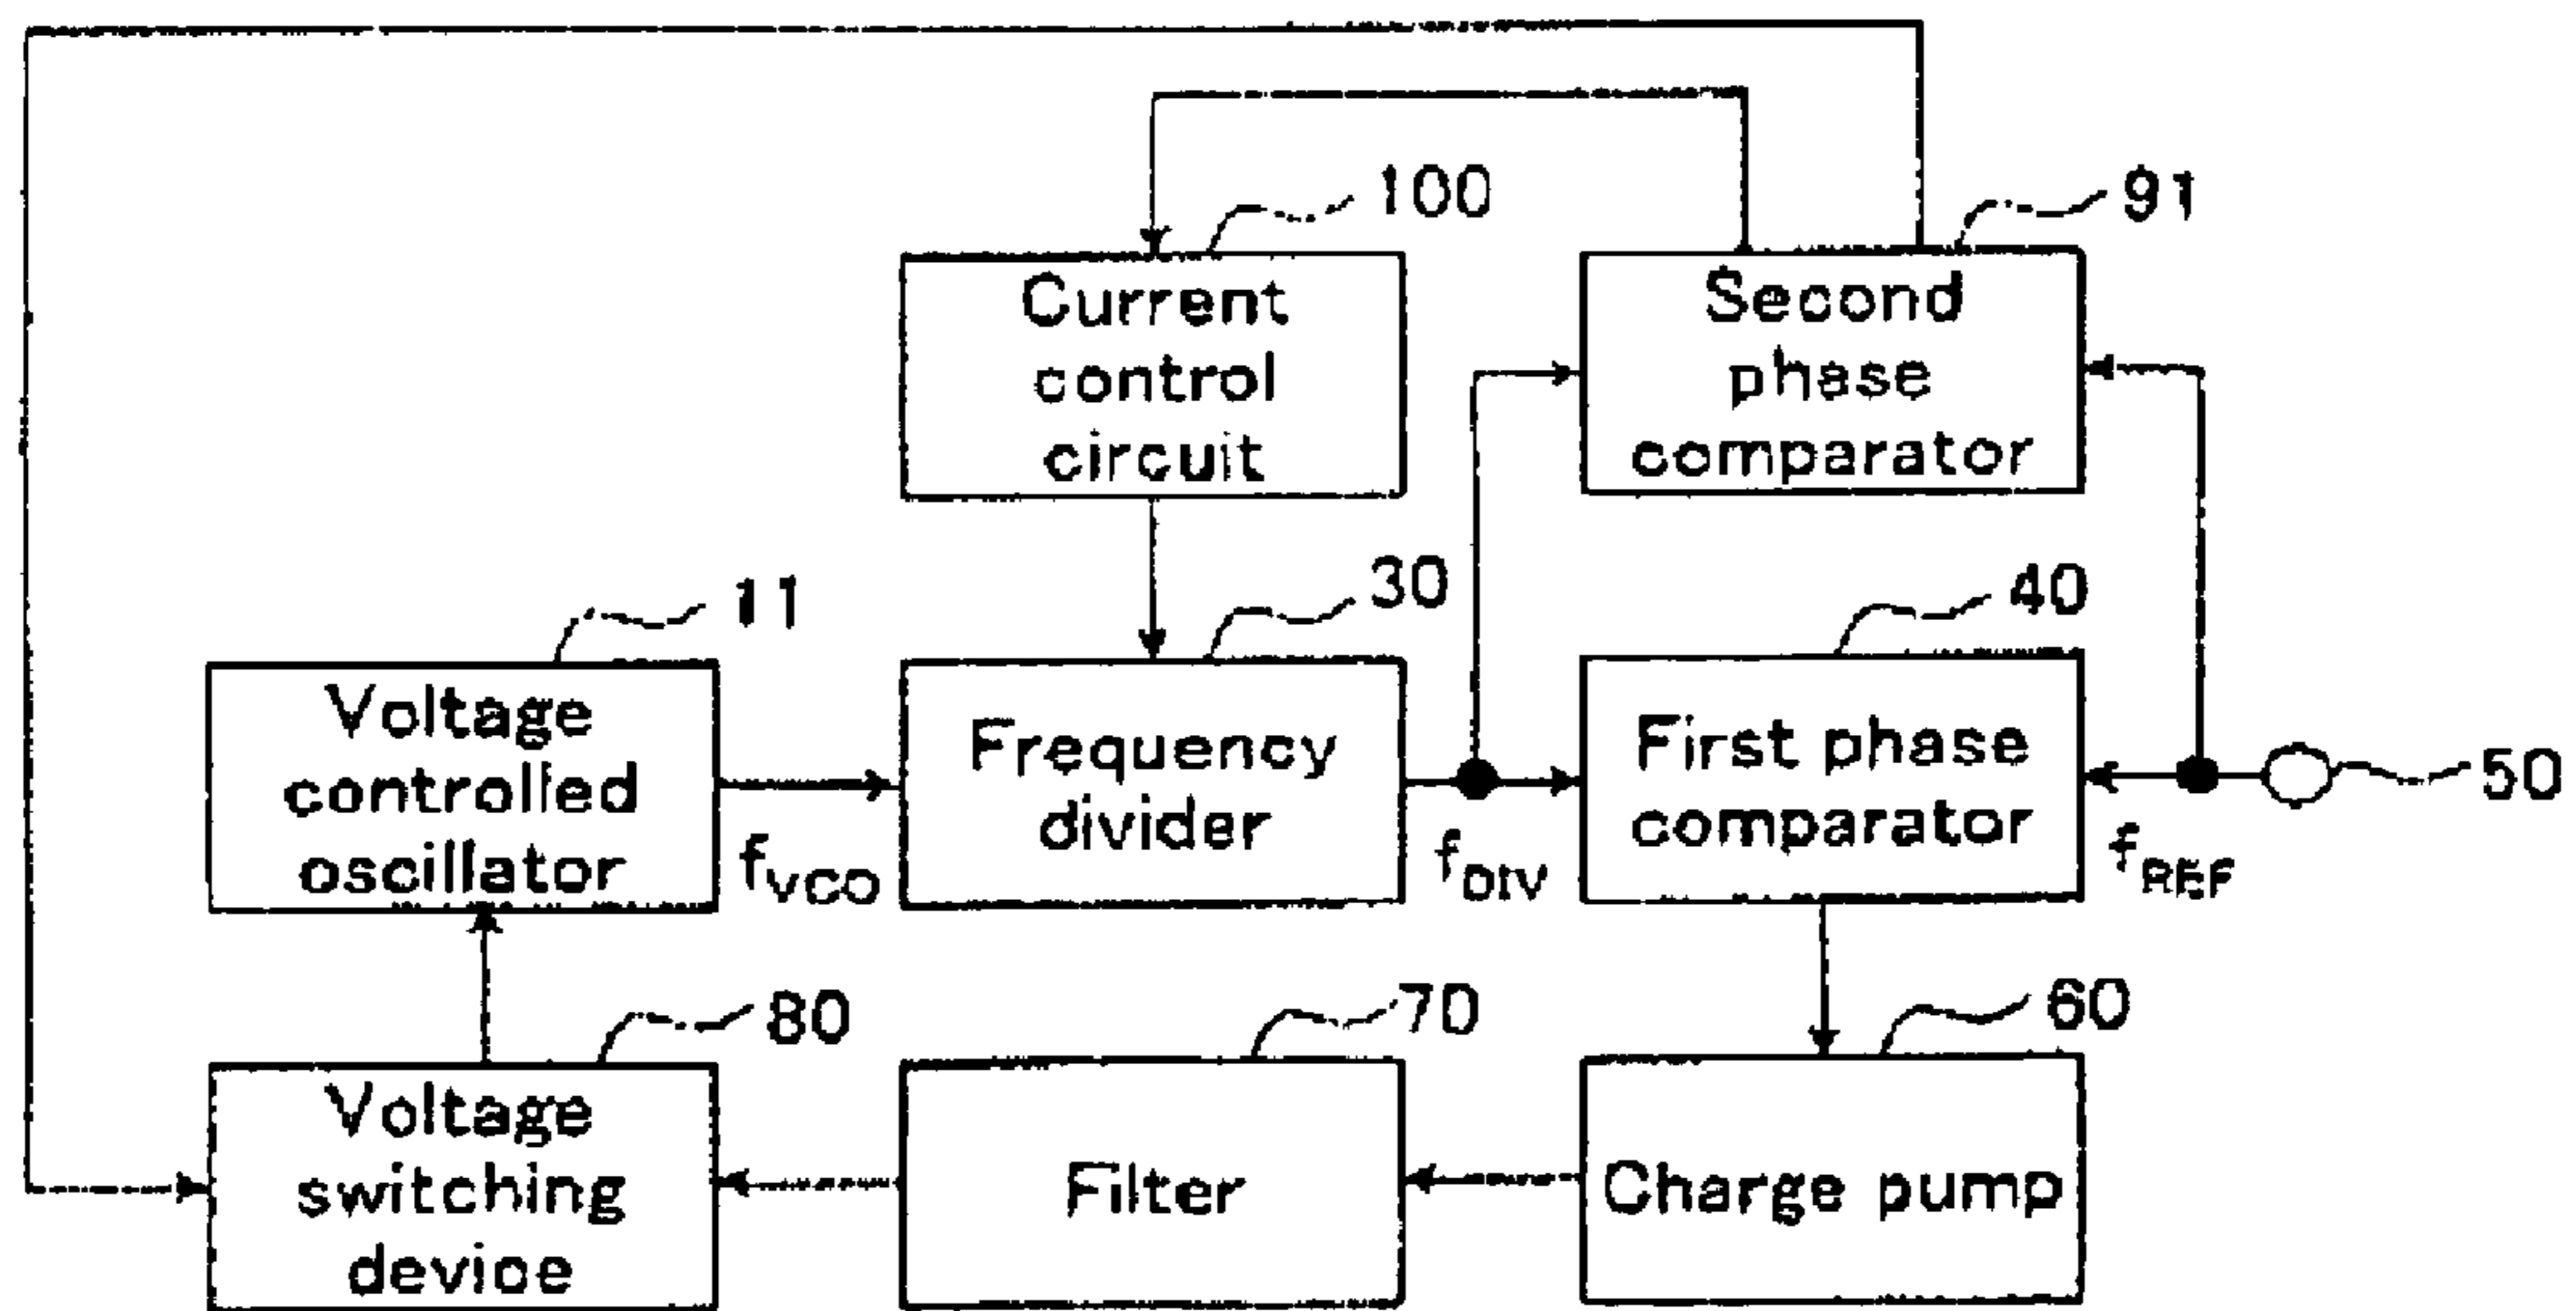 100
91
Current
control
circuit
Second
phase
comparator
11
30
40
Voltage
controlled
oscillator
Frequency
divider
First phase
comparator
50
fVCO
fDIV
fREF
80
70
60
Voltage
switching
device
Filter
Charge pump